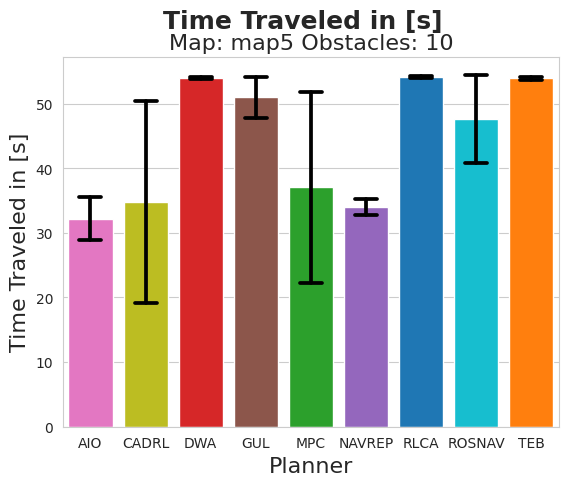 Time Traveled in [s]
Map: map5 Obstacles: 10
Time Traveled in [s]
50
40
30
20
10
0
AIO CADRL DWA GUL MPC NAVREP RLCA ROSNAV TEB
Planner